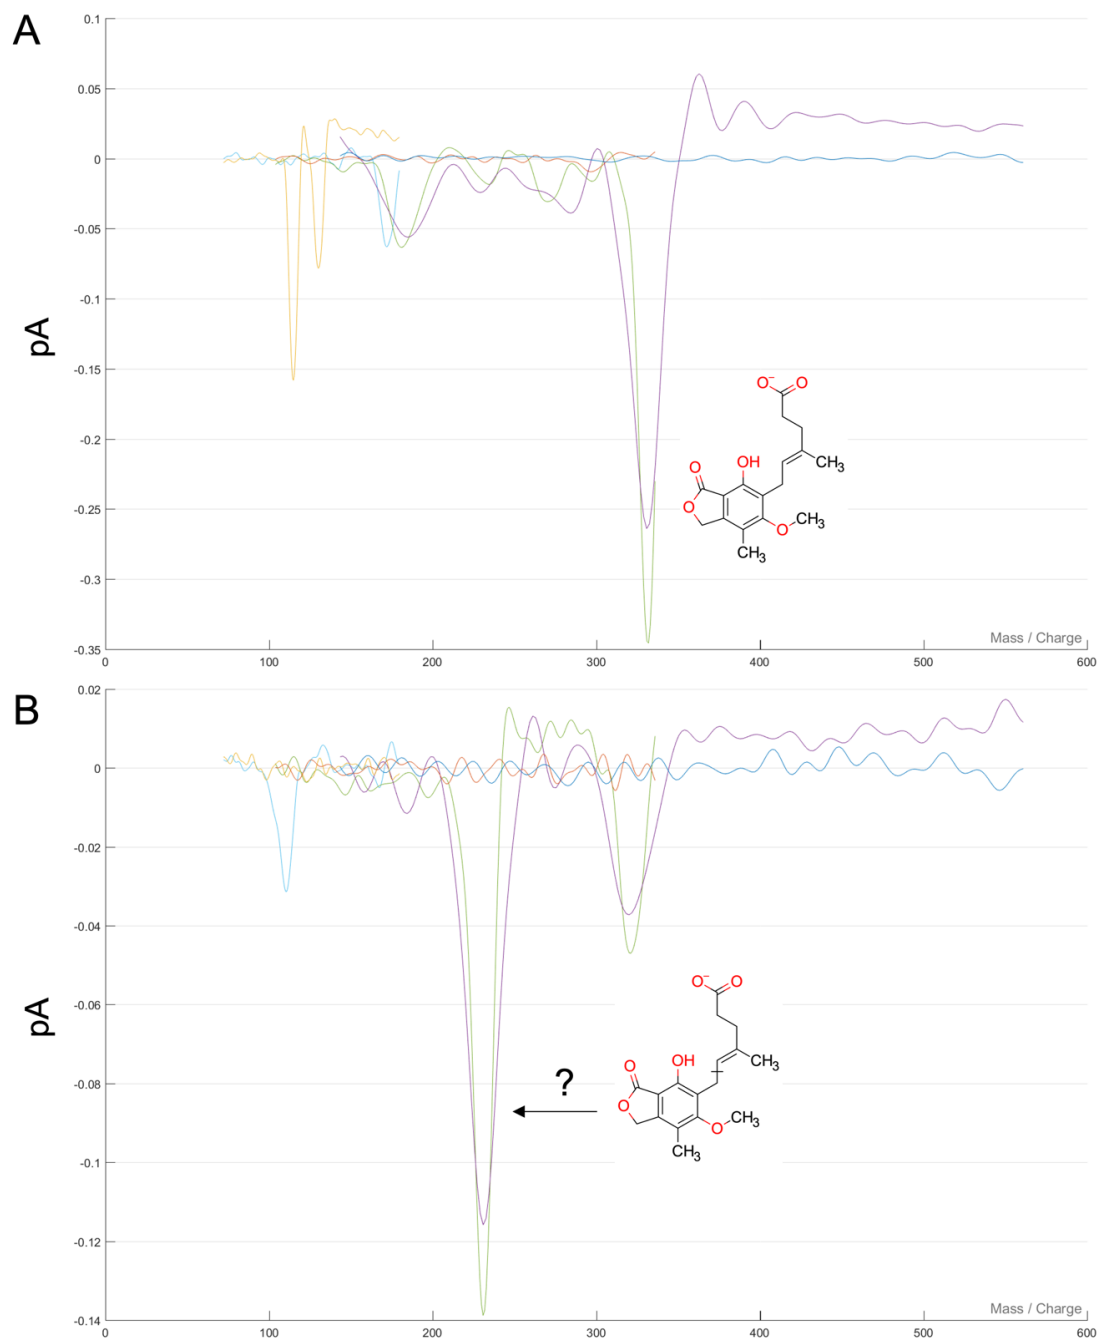 A
0.1
0.05
0
-0.05
-0.1
-0.15
-0.2
-0.25
-0.3
-0.35
pA
O⁻
O
OH
O
CH₃
O
O
CH₃
CH₃
Mass / Charge
0 100 200 300 400 500 600
B
0.02
0
-0.02
-0.04
-0.06
-0.08
-0.1
-0.12
-0.14
pA
?
O⁻
O
OH
O
CH₃
O
O
CH₃
CH₃
Mass / Charge
0 100 200 300 400 500 600